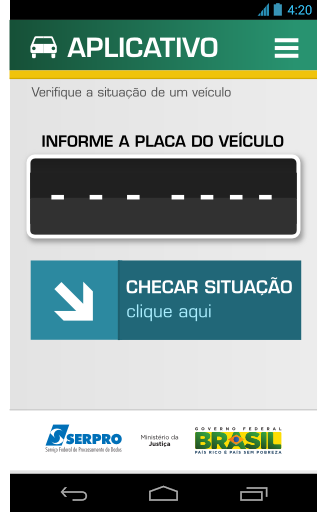 4:20
APLICATIVO
Verifique a situação de um veículo
INFORME A PLACA DO VEÍCULO
CHECAR SITUAÇÃO
clique aqui
SERPRO
Serviço Federal de Processamento de Dados
Ministério da
Justiça
GOVERNO FEDERAL
BRASIL
PAÍS RICO É PAÍS SEM POBREZA